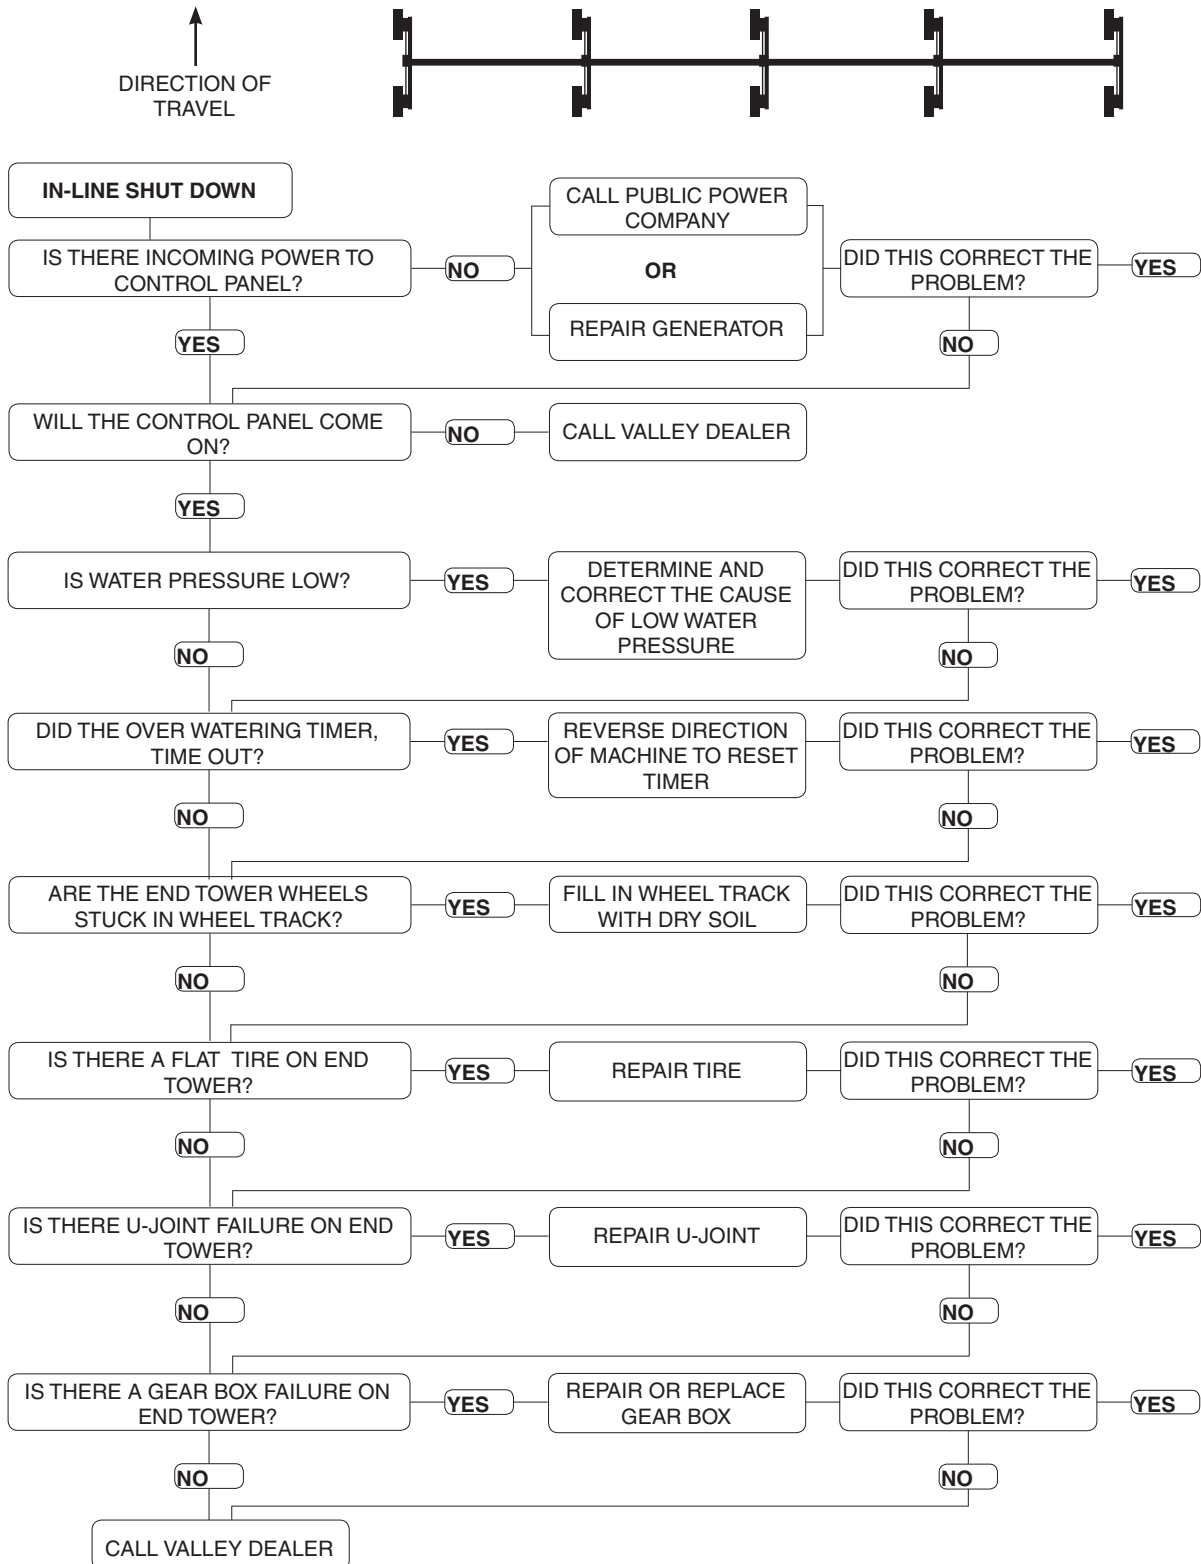 DIRECTION OF
TRAVEL
IN-LINE SHUT DOWN
IS THERE INCOMING POWER TO
CONTROL PANEL?
NO
CALL PUBLIC POWER
COMPANY
OR
REPAIR GENERATOR
DID THIS CORRECT THE
PROBLEM?
YES
YES
NO
WILL THE CONTROL PANEL COME
ON?
NO
CALL VALLEY DEALER
YES
IS WATER PRESSURE LOW?
YES
DETERMINE AND
CORRECT THE CAUSE
OF LOW WATER
PRESSURE
DID THIS CORRECT THE
PROBLEM?
YES
NO
NO
DID THE OVER WATERING TIMER,
TIME OUT?
YES
REVERSE DIRECTION
OF MACHINE TO RESET
TIMER
DID THIS CORRECT THE
PROBLEM?
YES
NO
NO
ARE THE END TOWER WHEELS
STUCK IN WHEEL TRACK?
YES
FILL IN WHEEL TRACK
WITH DRY SOIL
DID THIS CORRECT THE
PROBLEM?
YES
NO
NO
IS THERE A FLAT TIRE ON END
TOWER?
YES
REPAIR TIRE
DID THIS CORRECT THE
PROBLEM?
YES
NO
NO
IS THERE U-JOINT FAILURE ON END
TOWER?
YES
REPAIR U-JOINT
DID THIS CORRECT THE
PROBLEM?
YES
NO
NO
IS THERE A GEAR BOX FAILURE ON
END TOWER?
YES
REPAIR OR REPLACE
GEAR BOX
DID THIS CORRECT THE
PROBLEM?
YES
NO
NO
CALL VALLEY DEALER